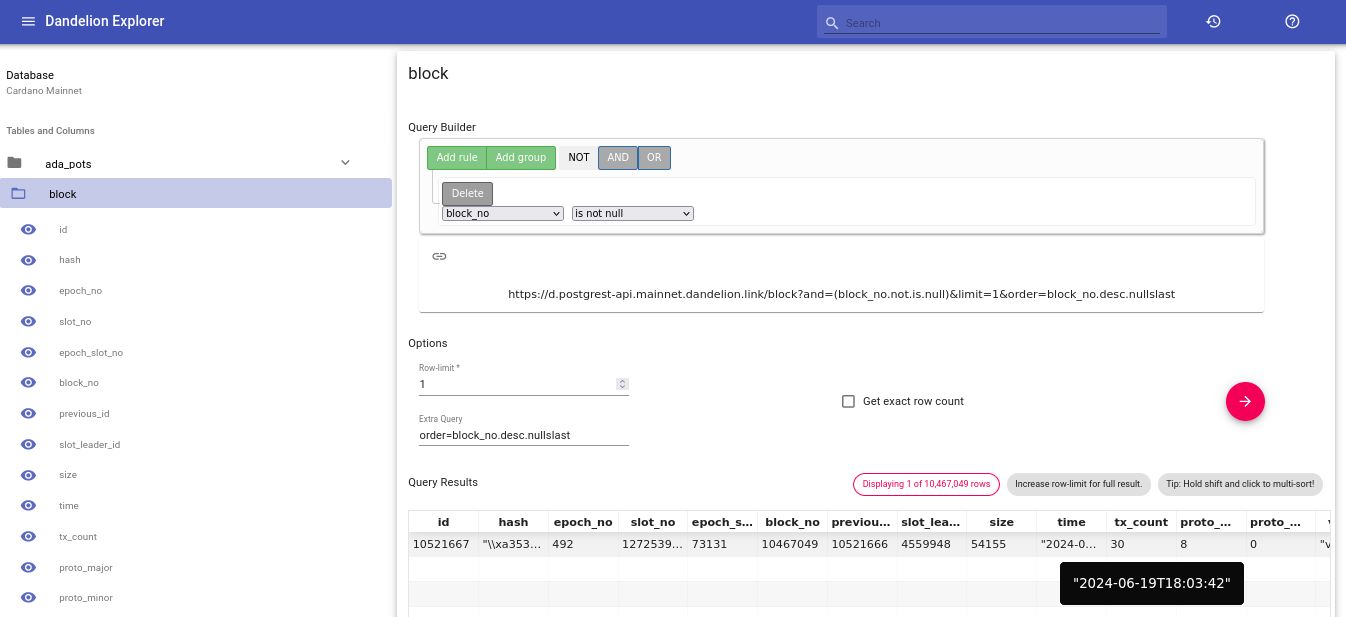 Dandelion Explorer
Search
Database
Cardano Mainnet
Tables and Columns
ada_pots
block
id
hash
epoch_no
slot_no
epoch_slot_no
block_no
previous_id
slot_leader_id
size
time
tx_count
proto_major
proto_minor
block
Query Builder
Add rule Add group NOT AND OR
Delete
block_no is not null
https://d.postgrest-api.mainnet.dandelion.link/block?and=(block_no.not.is.null)&limit=1&order=block_no.desc.nullslast
Options
Row-limit *
1
Get exact row count
Extra Query
order=block_no.desc.nullslast
Query Results
Displaying 1 of 10,467,049 rows
Increase row-limit for full result.
Tip: Hold shift and click to multi-sort!
id hash epoch_no slot_no epoch_s... block_no previou... slot_lea... size time tx_count proto_... proto_...
10521667 "\\xa353... 492 1272539... 73131 10467049 10521666 4559948 54155 "2024-0... 30 8 0 "v
"2024-06-19T18:03:42"